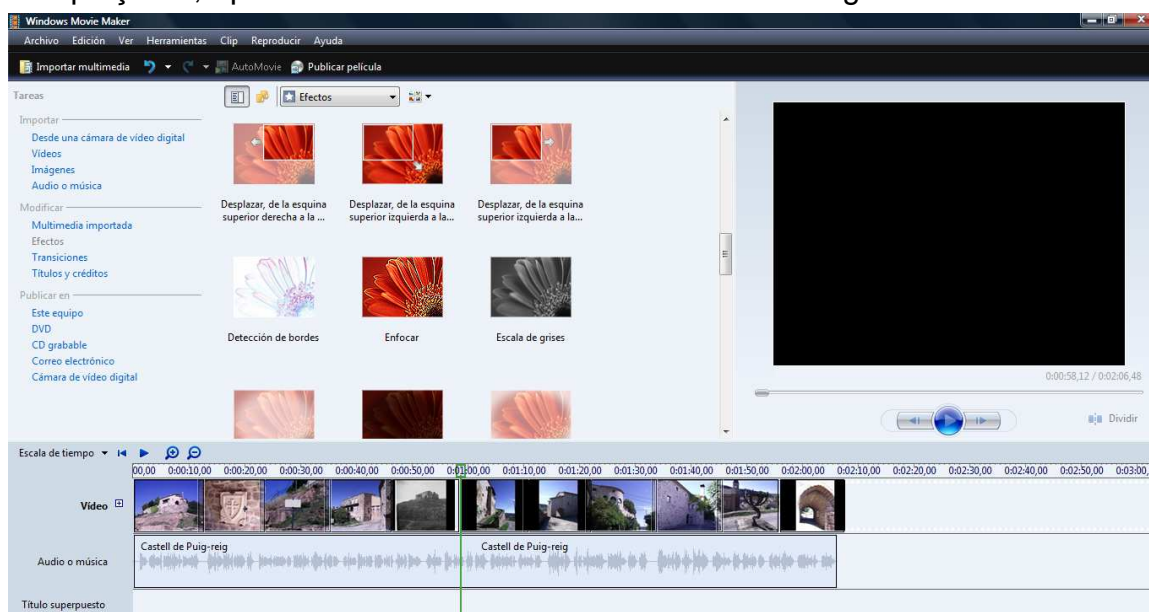 Windows Movie Maker
Archivo Edición Ver Herramientas Clip Reproducir Ayuda
Importar multimedia AutoMovie Publicar película
Tareas
Efectos
Importar
Desde una cámara de vídeo digital
Vídeos
Imágenes
Audio o música
Modificar
Multimedia importada
Efectos
Transiciones
Títulos y créditos
Publicar en
Este equipo
DVD
CD grabable
Correo electrónico
Cámara de vídeo digital
Desplazar, de la esquina
superior derecha a la ...
Desplazar, de la esquina
superior izquierda a la...
Desplazar, de la esquina
superior izquierda a la...
Detección de bordes
Enfocar
Escala de grises
0:00:58,12 / 0:02:06,48
Dividir
Escala de tiempo
00,00 0:00:10,00 0:00:20,00 0:00:30,00 0:00:40,00 0:00:50,00 0:01:00,00 0:01:10,00 0:01:20,00 0:01:30,00 0:01:40,00 0:01:50,00 0:02:00,00 0:02:10,00 0:02:20,00 0:02:30,00 0:02:40,00 0:02:50,00 0:03:00,
Vídeo
Audio o música
Castell de Puig-reig Castell de Puig-reig
Título superpuesto